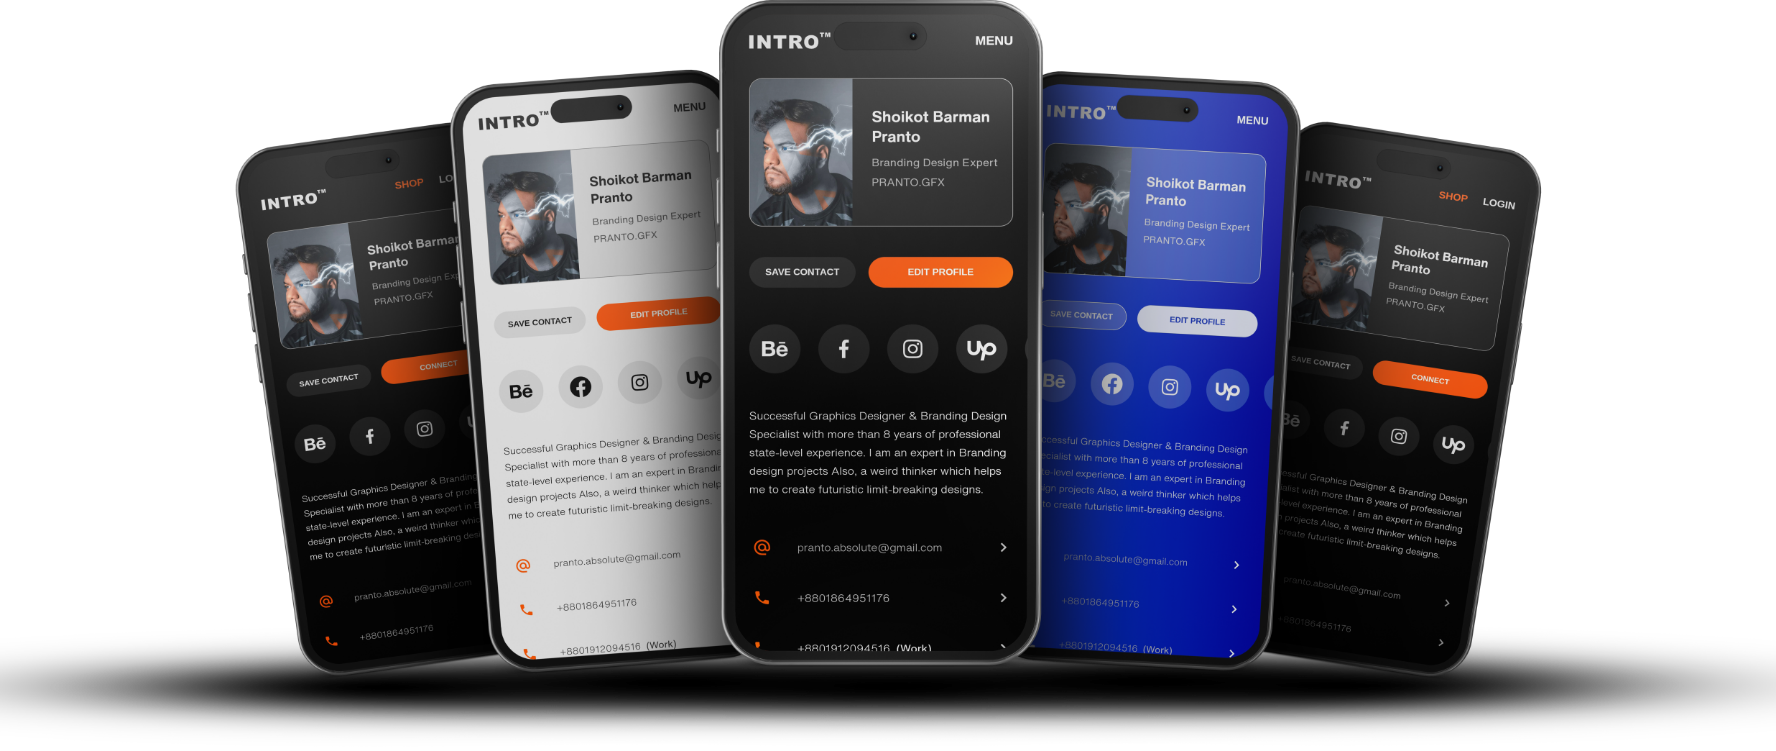 INTRO™
SHOP
LO
Shoikot Barman
Pranto
Branding Design Exp
PRANTO.GFX
SAVE CONTACT
CONNECT
Bē
Successful Graphics Designer & Branding
Specialist with more than 8 years of profe
state-level experience. I am an expert in B
design projects Also, a weird thinker whi
me to create futuristic limit-breaking des
pranto.absolute@gmail.com
+8801864951176
INTRO™
MENU
Shoikot Barman
Pranto
Branding Design Expert
PRANTO.GFX
SAVE CONTACT
EDIT PROFILE
Bē
Up
Successful Graphics Designer & Branding Desig
Specialist with more than 8 years of professiona
state-level experience. I am an expert in Brandin
design projects Also, a weird thinker which help
me to create futuristic limit-breaking designs.
pranto.absolute@gmail.com
+8801864951176
+8801912094516 (Work)
INTRO™
MENU
Shoikot Barman
Pranto
Branding Design Expert
PRANTO.GFX
SAVE CONTACT
EDIT PROFILE
Bē
Up
Successful Graphics Designer & Branding Design
Specialist with more than 8 years of professional
state-level experience. I am an expert in Branding
design projects Also, a weird thinker which helps
me to create futuristic limit-breaking designs.
pranto.absolute@gmail.com
+8801864951176
+8801912094516 (Work)
INTRO™
MENU
Shoikot Barman
Pranto
Branding Design Expert
PRANTO.GFX
SAVE CONTACT
EDIT PROFILE
Bē
Up
ccessful Graphics Designer & Branding Design
ecialist with more than 8 years of professional
te-level experience. I am an expert in Branding
ign projects Also, a weird thinker which helps
to create futuristic limit-breaking designs.
pranto.absolute@gmail.com
+8801864951176
+8801912094516 (Work)
INTRO™
SHOP
LOGIN
Shoikot Barman
Pranto
Branding Design Expert
PRANTO.GFX
SAVE CONTACT
CONNECT
Bē
Up
ssful Graphics Designer & Branding Design
alist with more than 8 years of professional
level experience. I am an expert in Branding
n projects Also, a weird thinker which helps
create futuristic limit-breaking designs.
pranto.absolute@gmail.com
+8801864951176